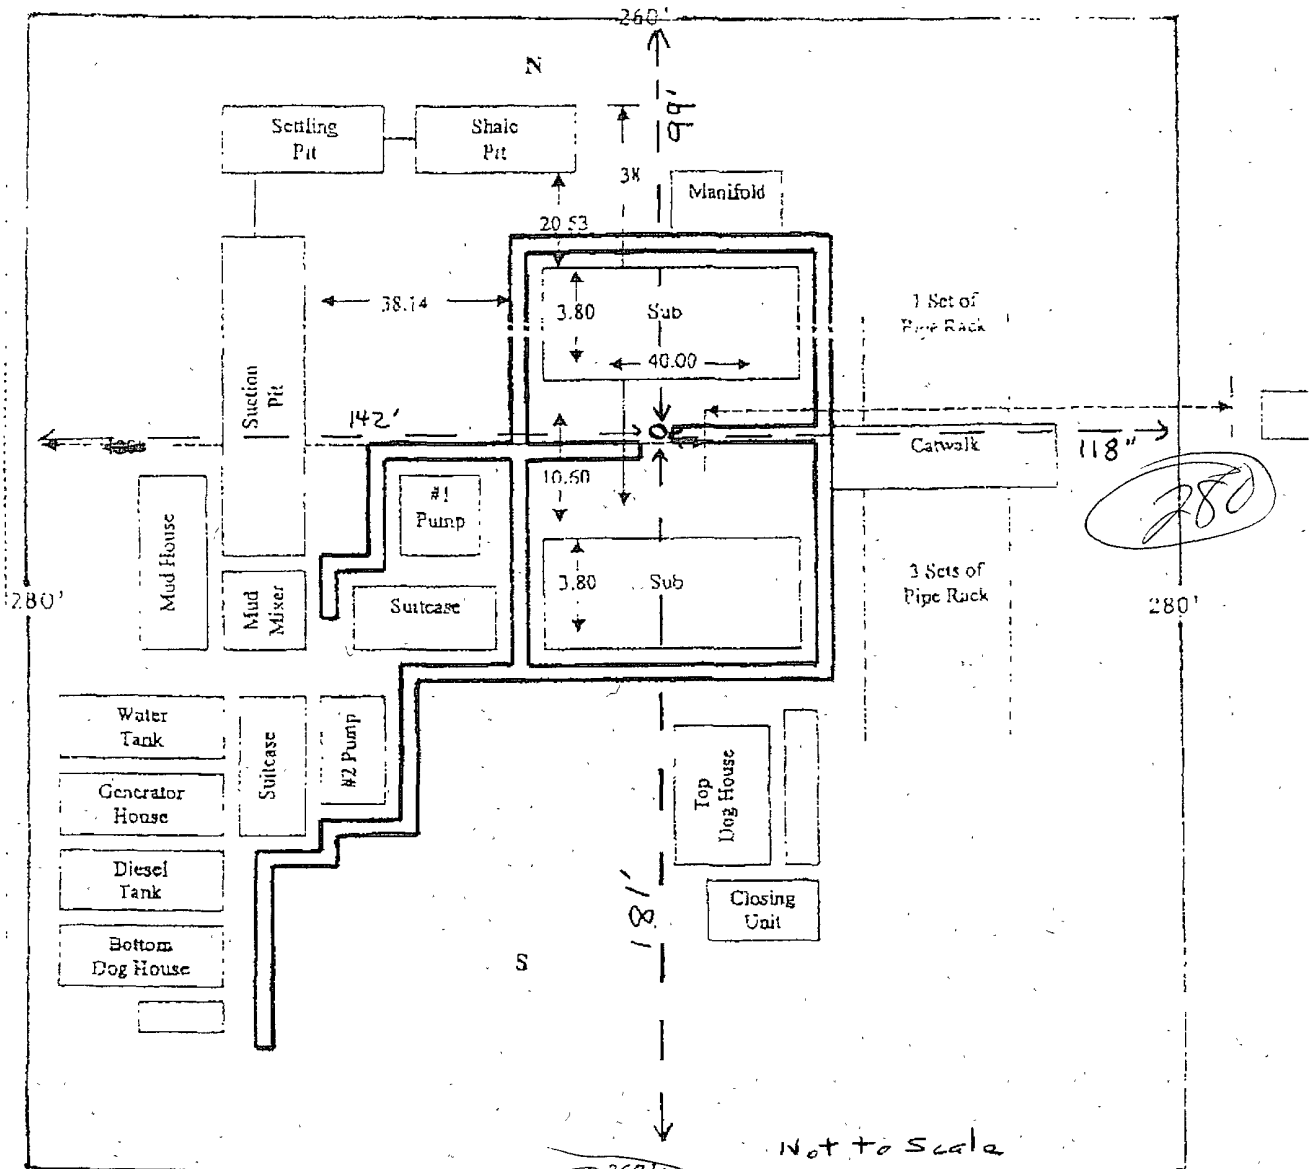 260'
N
99'
Settling
Pit
Shale
Pit
38
Manifold
20.53
38.14
3.80
Sub
1 Set of
Pipe Rack
40.00
Suction
Pit
142'
Catwalk
118"
280
10.60
#1
Pump
Mud House
3.80
Sub
3 Sets of
Pipe Rack
280'
Mud
Mixer
Suitcase
280'
Water
Tank
Suitcase
#2 Pump
Top
Dog House
Generator
House
Diesel
Tank
181'
Closing
Unit
Bottom
Dog House
S
Not to Scale